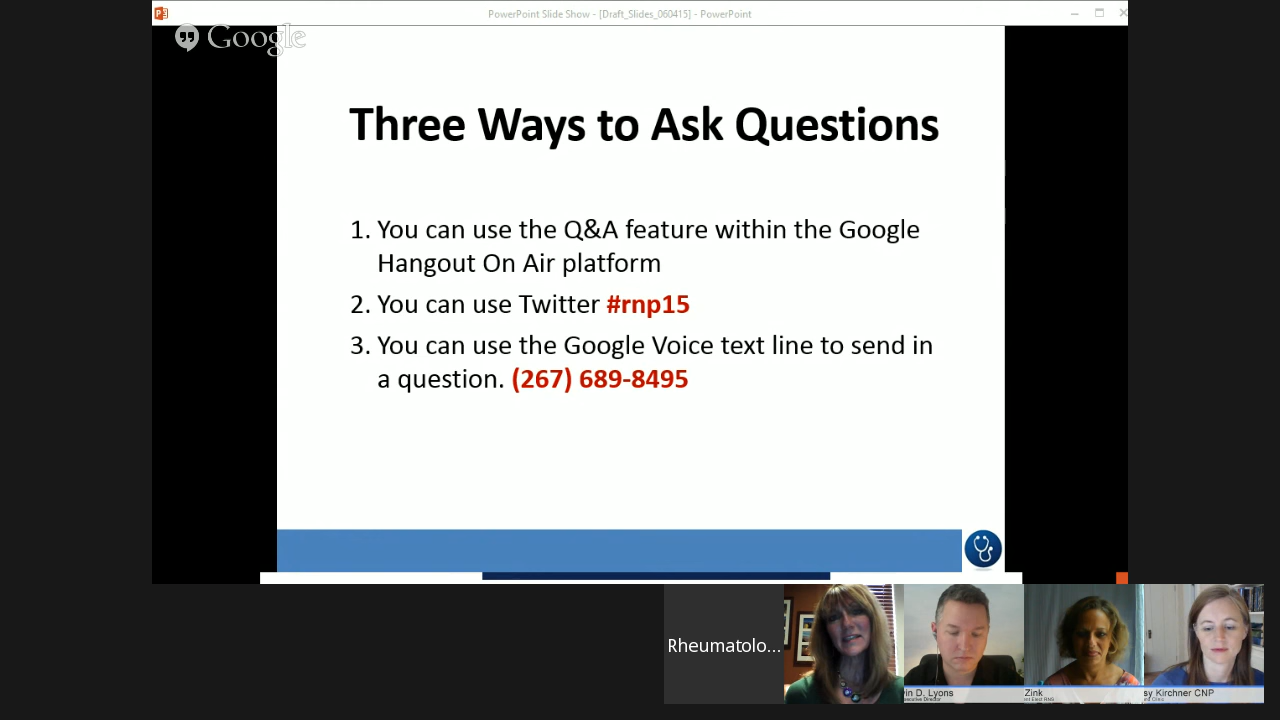 PowerPoint Slide Show - [Draft_Slides_060415] - PowerPoint
Google
Three Ways to Ask Questions
1. You can use the Q&A feature within the Google
Hangout On Air platform
2. You can use Twitter #rnp15
3. You can use the Google Voice text line to send in
a question. (267) 689-8495
Rheumatolo...
vin D. Lyons
Zink
sy Kirchner CNP